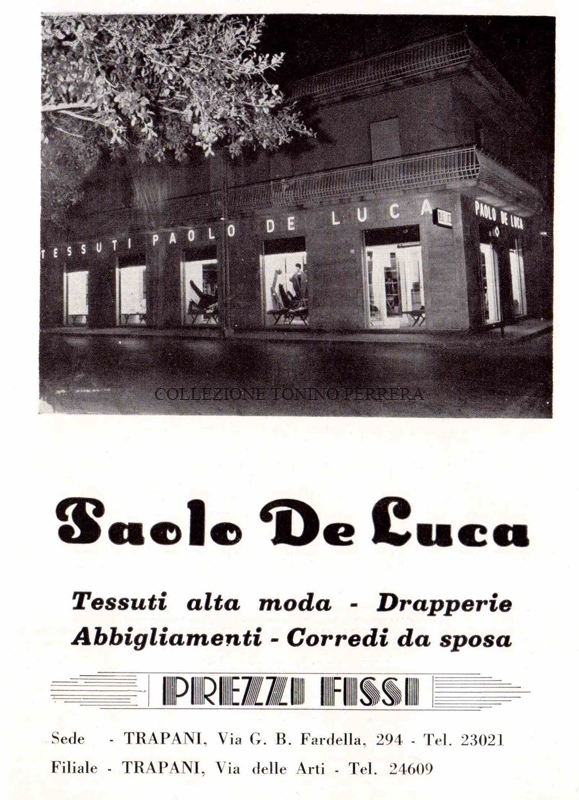 TESSUTI PAOLO DE LUCA
PAOLO DE LUCA
COLLEZIONE TONINO PERRERA
Paolo De Luca
Tessuti alta moda - Drapperie
Abbigliamenti - Corredi da sposa
PREZZI FISSI
Sede - TRAPANI, Via G. B. Fardella, 294 - Tel. 23021
Filiale - TRAPANI, Via delle Arti - Tel. 24609